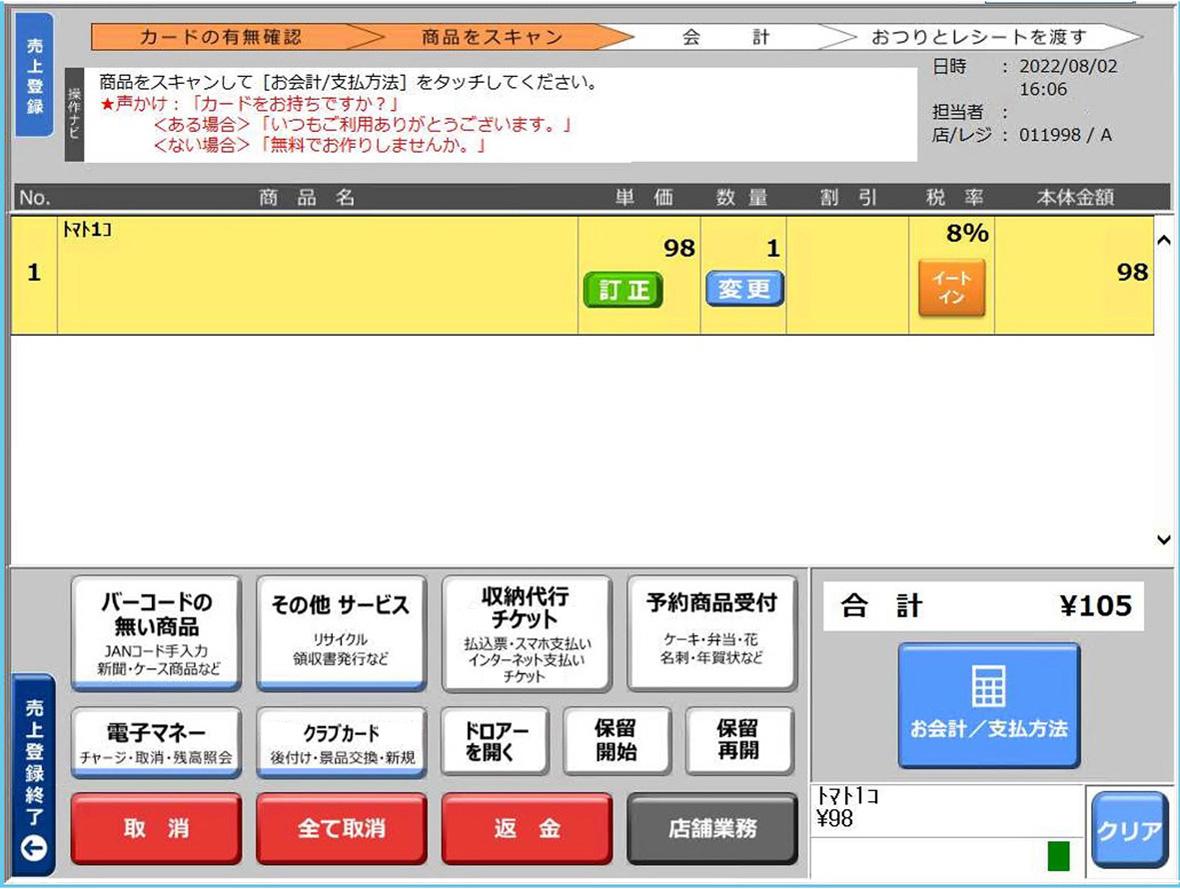 売上登録
カードの有無確認
商品をスキャン
会　計
おつりとレシートを渡す
操作ナビ
商品をスキャンして［お会計/支払方法］をタッチしてください。
★声かけ：「カードをお持ちですか？」
＜ある場合＞「いつもご利用ありがとうございます。」
＜ない場合＞「無料でお作りしませんか。」
日時　：2022/08/02
16:06
担当者　：
店/レジ：011998 / A
No.　商　品　名　単　価　数　量　割　引　税　率　本体金額
ﾄﾏﾄ1ｺ
98
1
8%
1
98
訂正
変更
イート
イン
バーコードの
無い商品
JANコード手入力
新聞・ケース商品など
その他 サービス
リサイクル
領収書発行など
収納代行
チケット
払込票・スマホ支払い
インターネット支払い
チケット
予約商品受付
ケーキ・弁当・花
名刺・年賀状など
合　計　¥105
お会計／支払方法
売上登録終了
電子マネー
チャージ・取消・残高照会
クラブカード
後付け・景品交換・新規
ドロアー
を開く
保留
開始
保留
再開
取　消
全て取消
返　金
店舗業務
ﾄﾏﾄ1ｺ
¥98
クリア